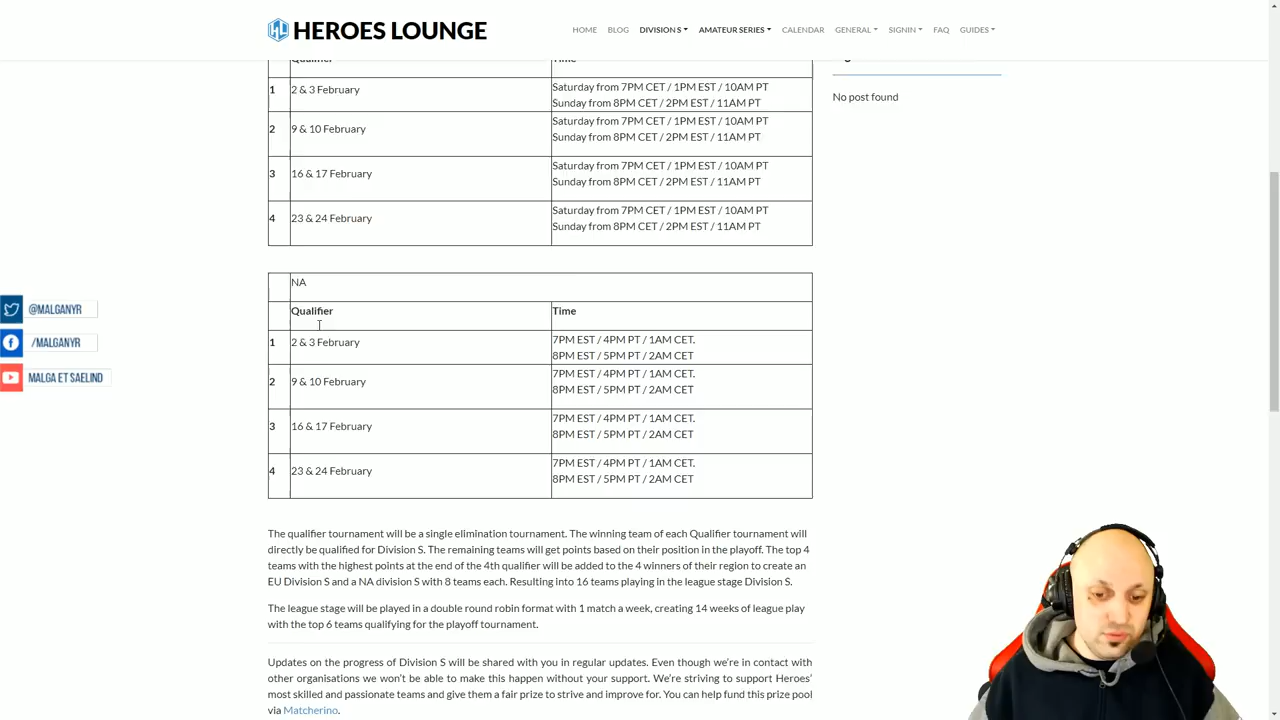 HEROES LOUNGE
HOME BLOG DIVISION S AMATEUR SERIES CALENDAR GENERAL SIGNIN FAQ GUIDES
Qualifier Time
1 2 & 3 February Saturday from 7PM CET / 1PM EST / 10AM PT
Sunday from 8PM CET / 2PM EST / 11AM PT
2 9 & 10 February Saturday from 7PM CET / 1PM EST / 10AM PT
Sunday from 8PM CET / 2PM EST / 11AM PT
3 16 & 17 February Saturday from 7PM CET / 1PM EST / 10AM PT
Sunday from 8PM CET / 2PM EST / 11AM PT
4 23 & 24 February Saturday from 7PM CET / 1PM EST / 10AM PT
Sunday from 8PM CET / 2PM EST / 11AM PT
No post found
NA
Qualifier Time
1 2 & 3 February 7PM EST / 4PM PT / 1AM CET.
8PM EST / 5PM PT / 2AM CET
2 9 & 10 February 7PM EST / 4PM PT / 1AM CET.
8PM EST / 5PM PT / 2AM CET
3 16 & 17 February 7PM EST / 4PM PT / 1AM CET.
8PM EST / 5PM PT / 2AM CET
4 23 & 24 February 7PM EST / 4PM PT / 1AM CET.
8PM EST / 5PM PT / 2AM CET
@MALGANYR
/MALGANYR
MALGA ET SAELIND
The qualifier tournament will be a single elimination tournament. The winning team of each Qualifier tournament will
directly be qualified for Division S. The remaining teams will get points based on their position in the playoff. The top 4
teams with the highest points at the end of the 4th qualifier will be added to the 4 winners of their region to create an
EU Division S and a NA division S with 8 teams each. Resulting into 16 teams playing in the league stage Division S.
The league stage will be played in a double round robin format with 1 match a week, creating 14 weeks of league play
with the top 6 teams qualifying for the playoff tournament.
Updates on the progress of Division S will be shared with you in regular updates. Even though we're in contact with
other organisations we won't be able to make this happen without your support. We're striving to support Heroes'
most skilled and passionate teams and give them a fair prize to strive and improve for. You can help fund this prize pool
via Matcherino.